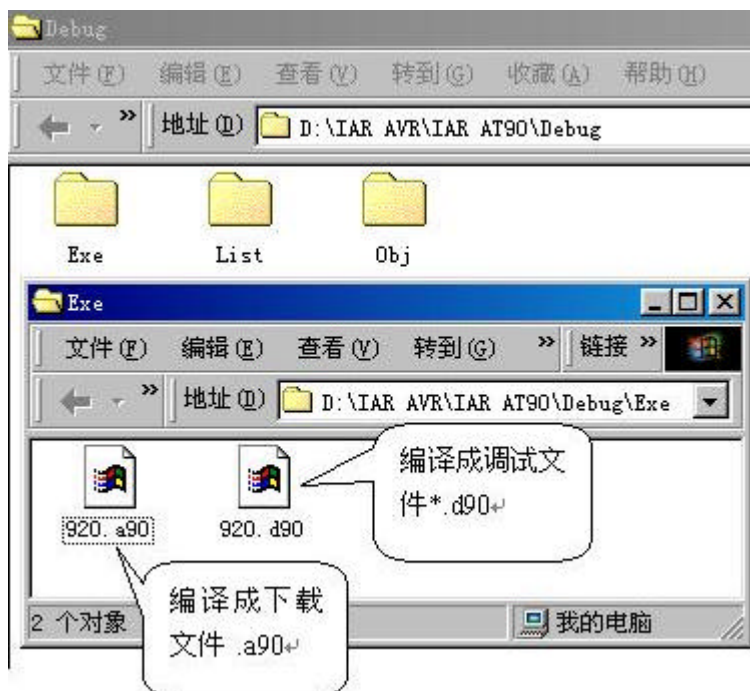 Debug
文件(F) 编辑(E) 查看(V) 转到(G) 收藏(A) 帮助(H)
» 地址(D) D:\IAR AVR\IAR AT90\Debug
Exe List Obj
Exe
文件(F) 编辑(E) 查看(V) 转到(G) » 链接 »
» 地址(D) D:\IAR AVR\IAR AT90\Debug\Exe
编译成调试文
件*.d90↵
920.a90 920.d90
编译成下载
文件 .a90↵
2 个对象 我的电脑